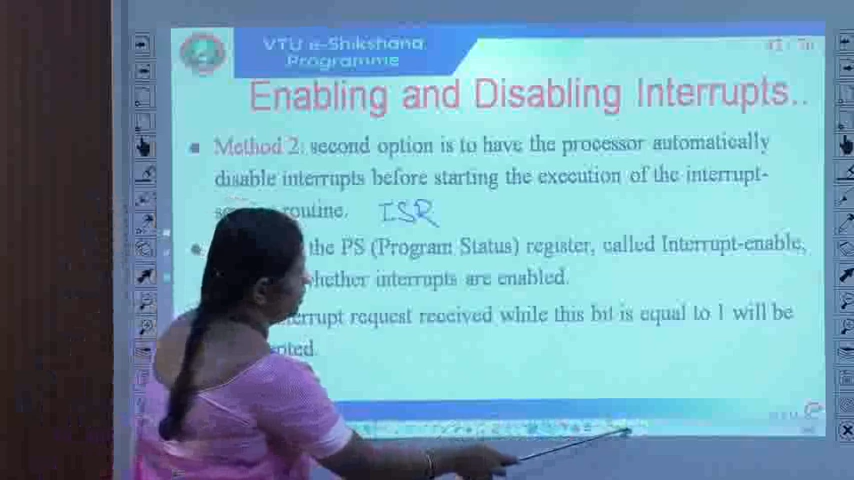 VTU e-Shikshana
Programme
Enabling and Disabling Interrupts..
Method 2: second option is to have the processor automatically
disable interrupts before starting the execution of the interrupt-
routine. ISR
the PS (Program Status) register, called Interrupt-enable,
whether interrupts are enabled.
request received while this bit is equal to 1 will be